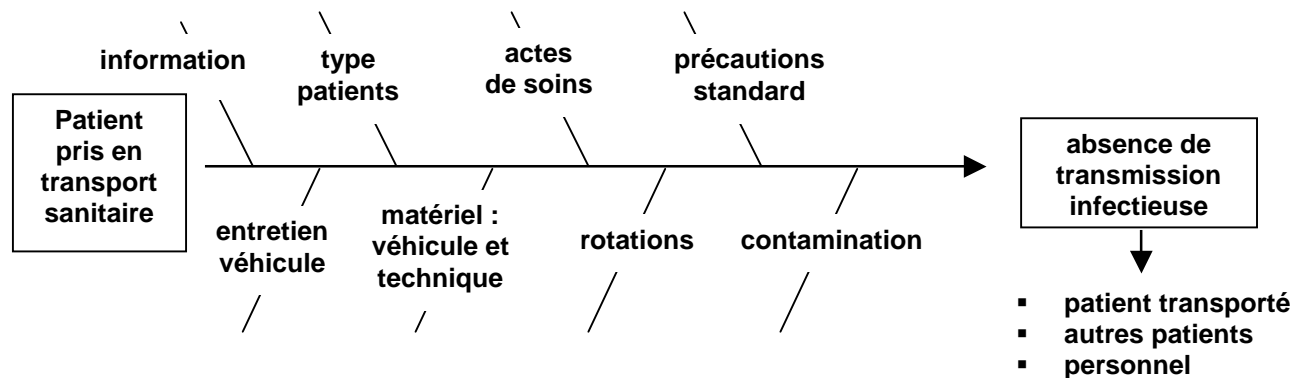 information
type
patients
actes
de soins
précautions
standard
Patient
pris en
transport
sanitaire
absence de
transmission
infectieuse
entretien
véhicule
matériel :
véhicule et
technique
rotations
contamination
▪ patient transporté
▪ autres patients
▪ personnel